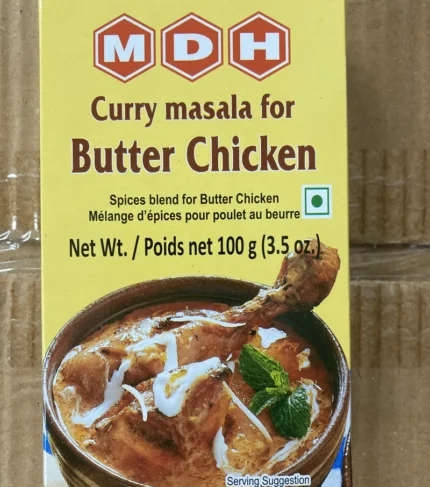 MDH
Curry masala for
Butter Chicken
Spices blend for Butter Chicken
Mélange d'épices pour poulet au beurre
Net Wt. / Poids net 100 g (3.5 oz.)
Serving Suggestion